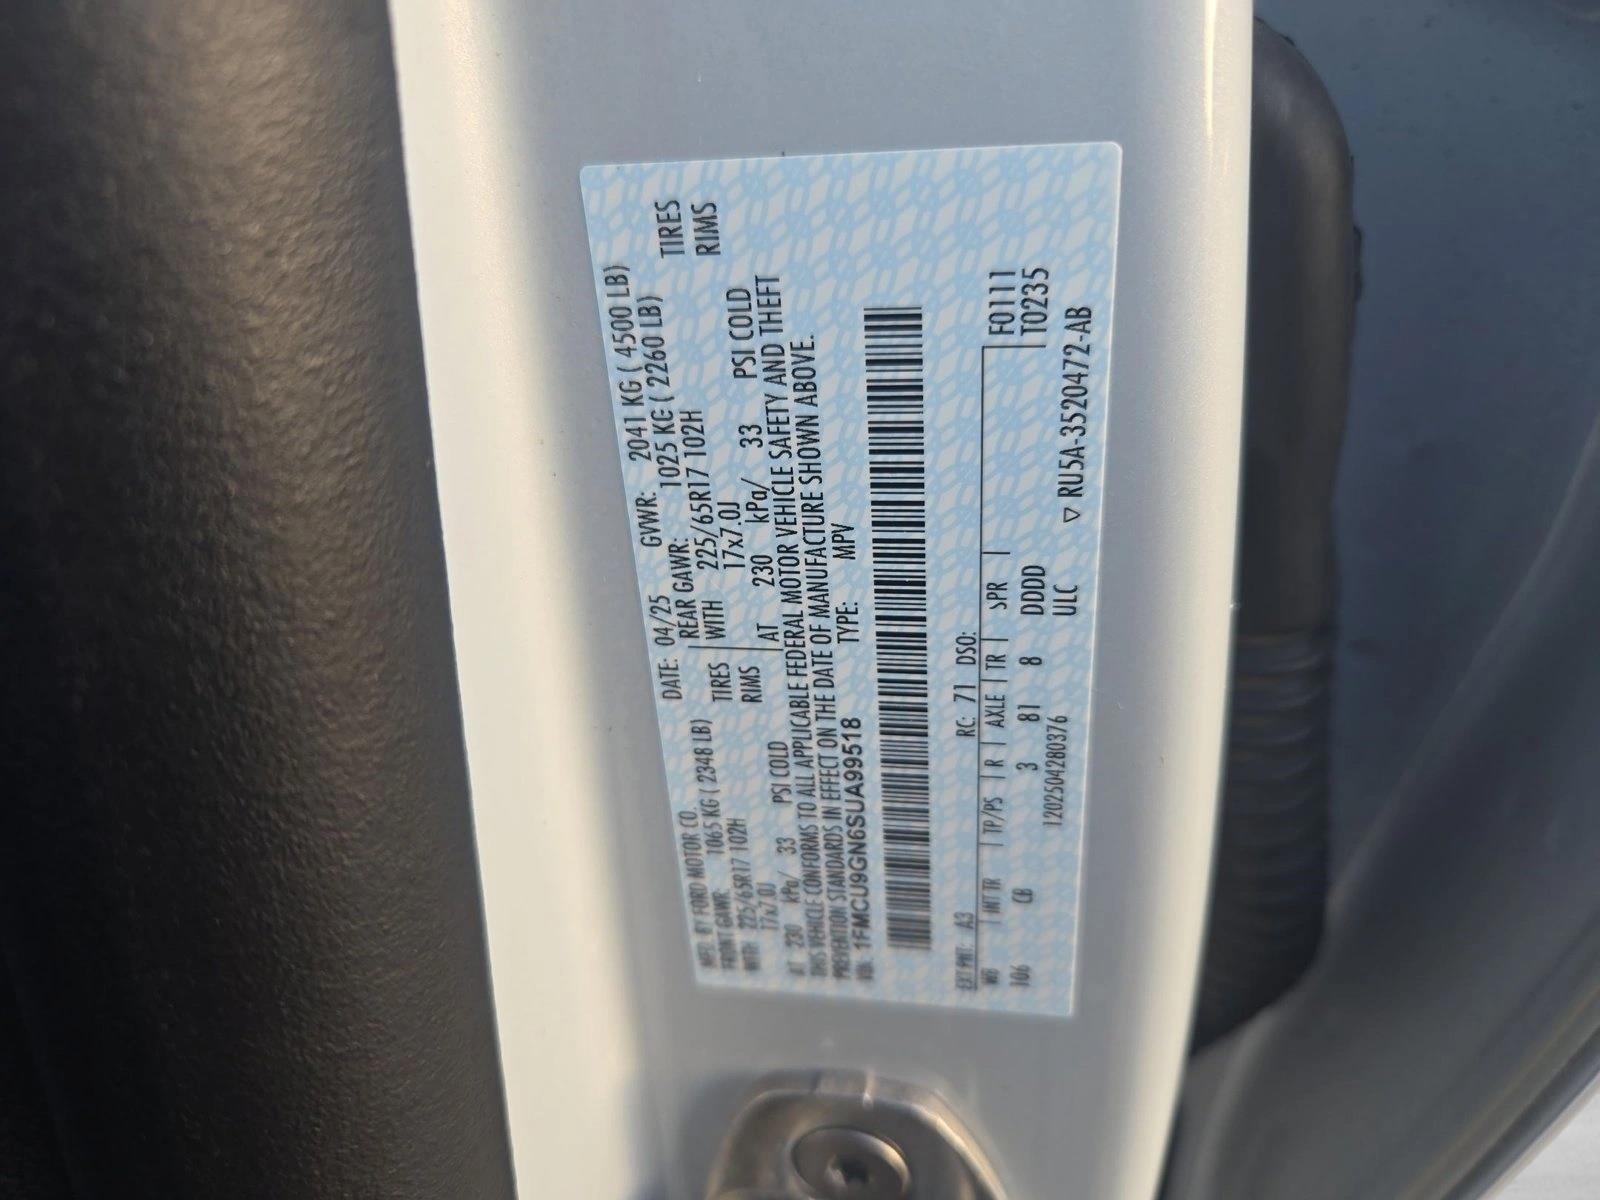 MFD. BY FORD MOTOR CO. DATE: 04/25 GVWR: 2041 KG ( 4500 LB)
FRONT GAWR: 1065 KG ( 2348 LB) REAR GAWR: 1025 KG ( 2260 LB)
WITH 225/65R17 102H TIRES WITH 225/65R17 102H TIRES
17x7.0J RIMS 17x7.0J RIMS
AT 230 kPa/ 33 PSI COLD AT 230 kPa/ 33 PSI COLD
THIS VEHICLE CONFORMS TO ALL APPLICABLE FEDERAL MOTOR VEHICLE SAFETY AND THEFT
PREVENTION STANDARDS IN EFFECT ON THE DATE OF MANUFACTURE SHOWN ABOVE.
VIN: 1FMCU9GN6SUA99518 TYPE: MPV
EXT PNT: A3 RC: 71 DSO: F0111
WB INT TR TP/PS R AXLE TR SPR T0235
106 CB 3 81 8 DDDD
120250428037​6 ULC ▽ RU5A-3520472-AB